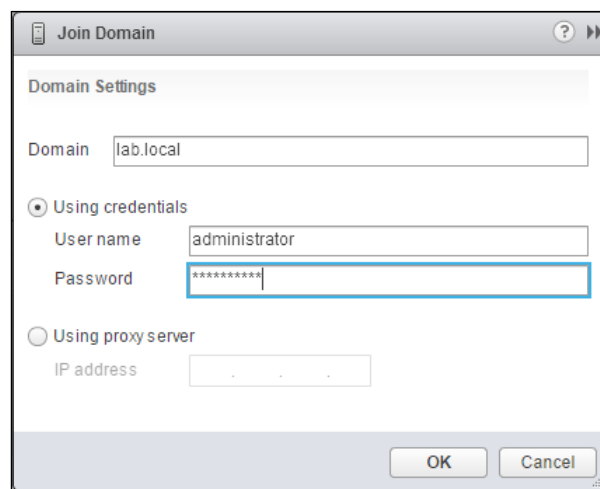 Join Domain ?
Domain Settings
Domain lab.local
Using credentials
User name administrator
Password **********
Using proxy server
IP address . . .
OK Cancel